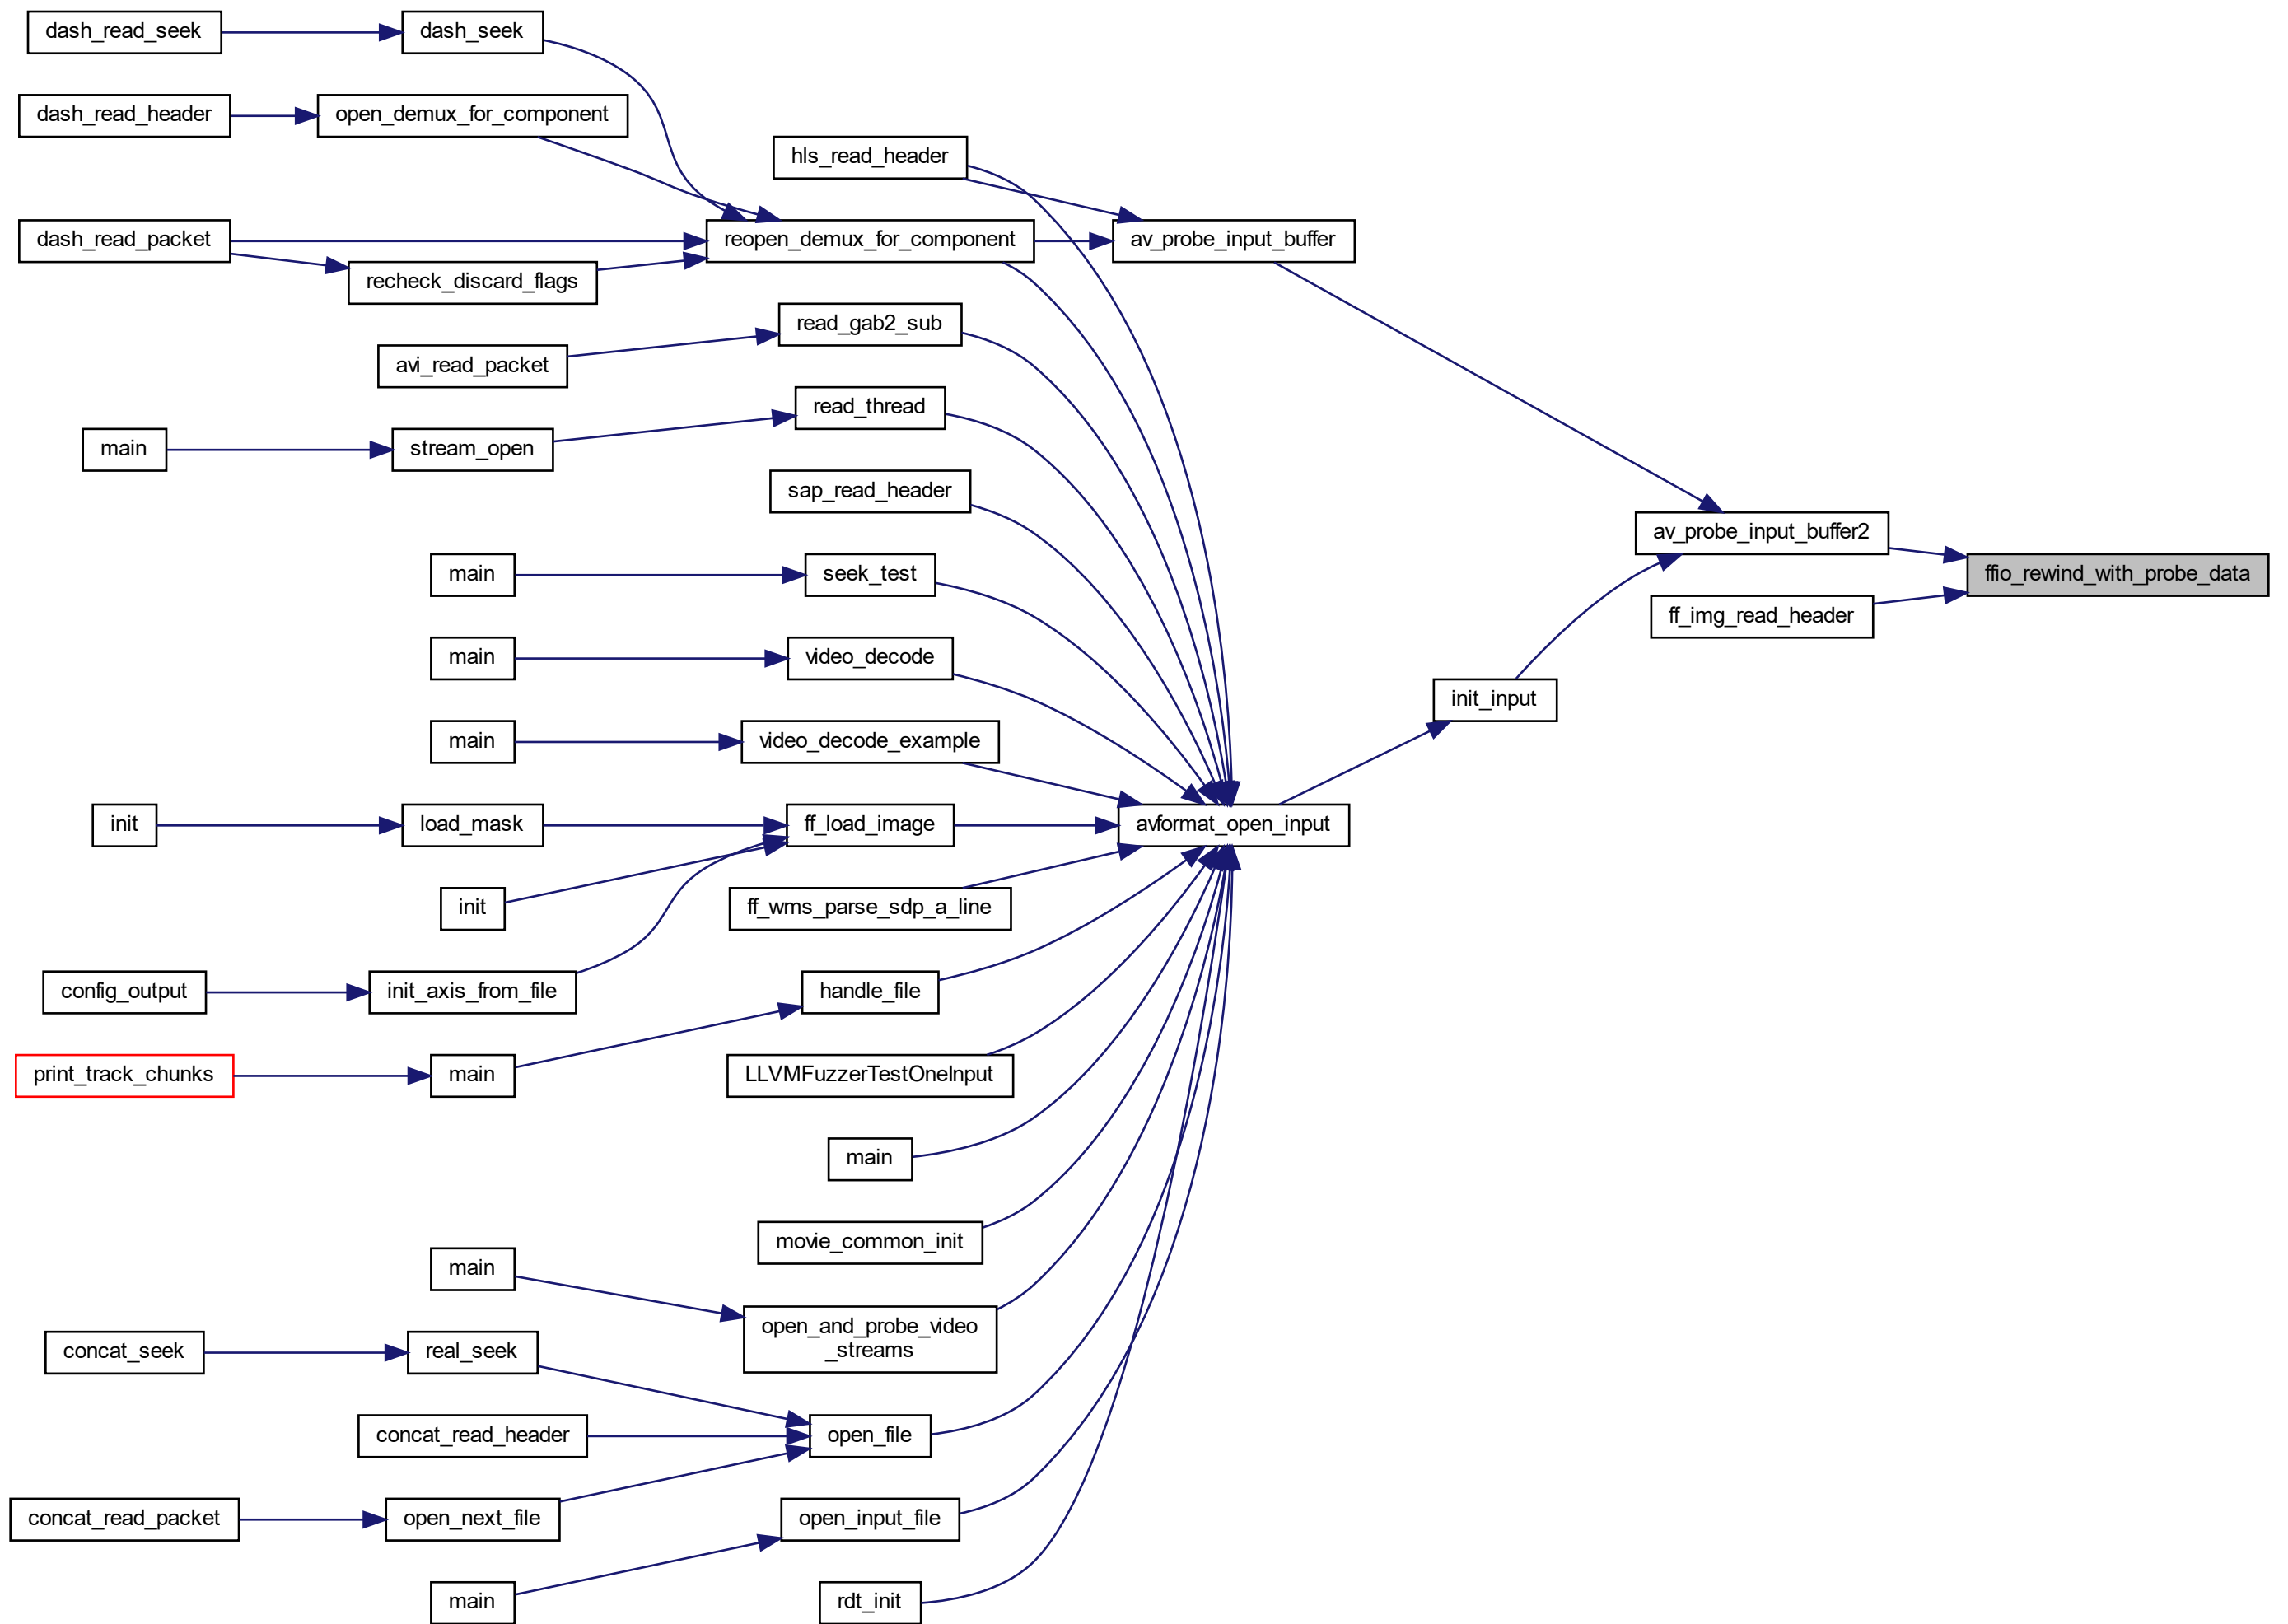 dash_read_seek
dash_seek
dash_read_header
open_demux_for_component
hls_read_header
dash_read_packet
reopen_demux_for_component
av_probe_input_buffer
recheck_discard_flags
read_gab2_sub
avi_read_packet
read_thread
main
stream_open
sap_read_header
av_probe_input_buffer2
main
seek_test
ffio_rewind_with_probe_data
ff_img_read_header
main
video_decode
init_input
main
video_decode_example
init
load_mask
ff_load_image
avformat_open_input
init
ff_wms_parse_sdp_a_line
config_output
init_axis_from_file
handle_file
print_track_chunks
main
LLVMFuzzerTestOneInput
main
movie_common_init
main
open_and_probe_video
_streams
concat_seek
real_seek
concat_read_header
open_file
concat_read_packet
open_next_file
open_input_file
main
rdt_init